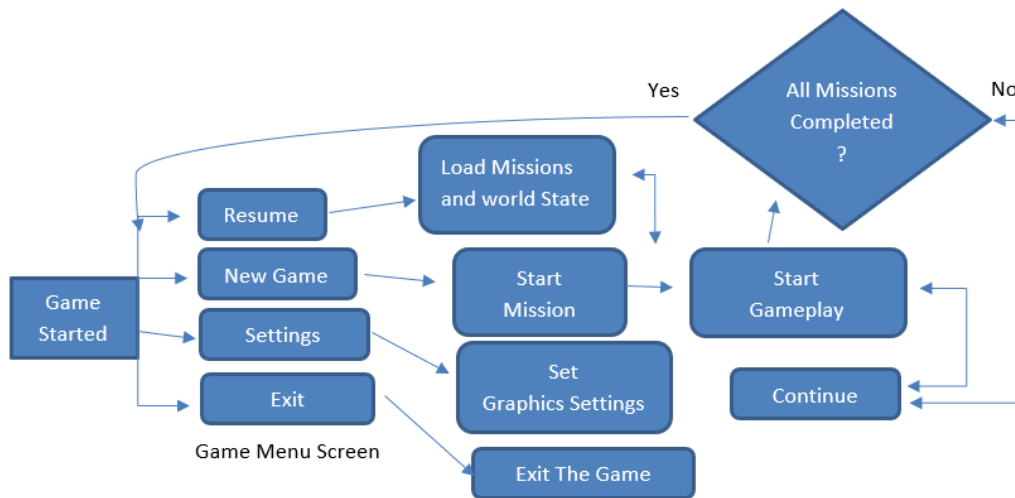 Yes
All Missions
Completed
?
No
Load Missions
and world State
Resume
New Game
Start
Mission
Start
Gameplay
Game
Started
Settings
Set
Graphics Settings
Exit
Continue
Game Menu Screen
Exit The Game